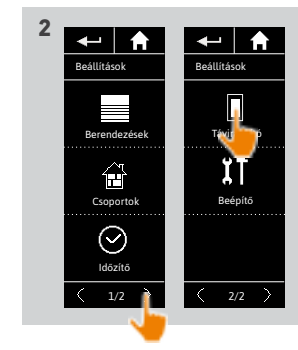 2
Beállítások
Berendezések
Csoportok
Időzítő
1/2
Beállítások
Beépítő
2/2